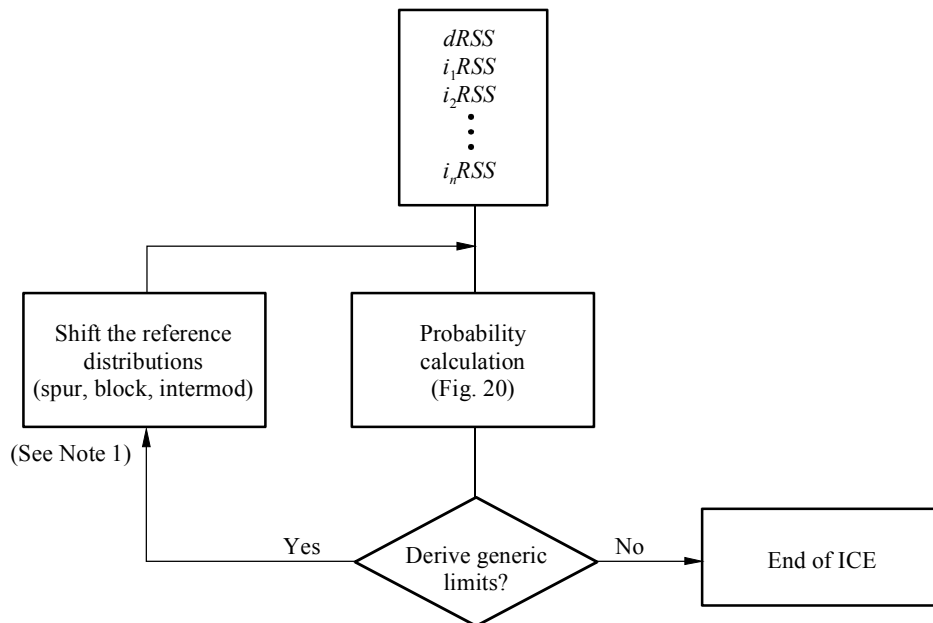 dRSS
i₁RSS
i₂RSS
iₙRSS
Shift the reference
distributions
(spur, block, intermod)
Probability
calculation
(Fig. 20)
(See Note 1)
Yes
Derive generic
limits?
No
End of ICE